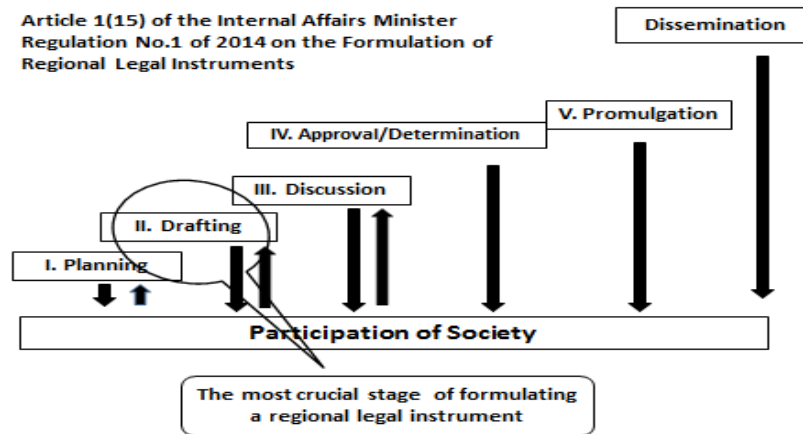 Article 1(15) of the Internal Affairs Minister
Regulation No.1 of 2014 on the Formulation of
Regional Legal Instruments
Dissemination
V. Promulgation
IV. Approval/Determination
III. Discussion
II. Drafting
I. Planning
Participation of Society
The most crucial stage of formulating
a regional legal instrument